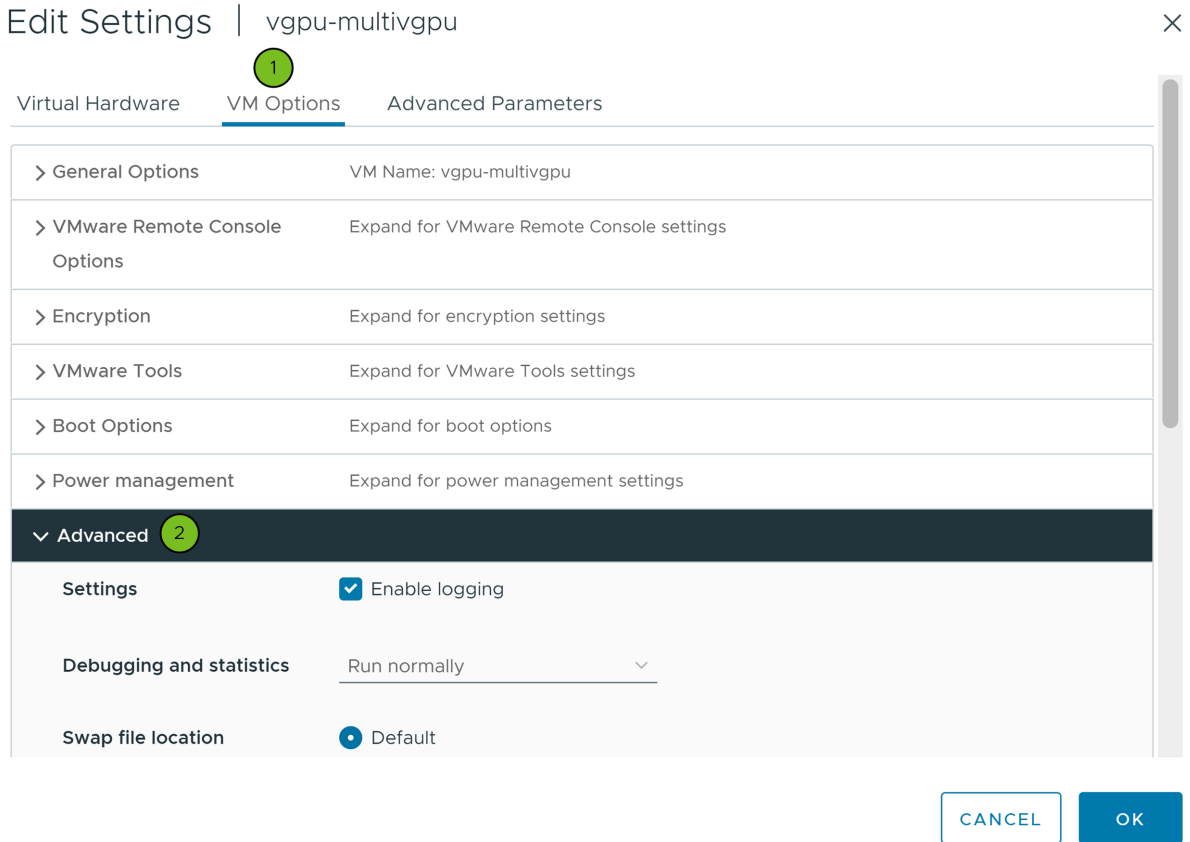 Edit Settings | vgpu-multivgpu
1
Virtual Hardware VM Options Advanced Parameters
General Options VM Name: vgpu-multivgpu
VMware Remote Console Expand for VMware Remote Console settings
Options
Encryption Expand for encryption settings
VMware Tools Expand for VMware Tools settings
Boot Options Expand for boot options
Power management Expand for power management settings
Advanced 2
Settings Enable logging
Debugging and statistics Run normally
Swap file location Default
CANCEL OK